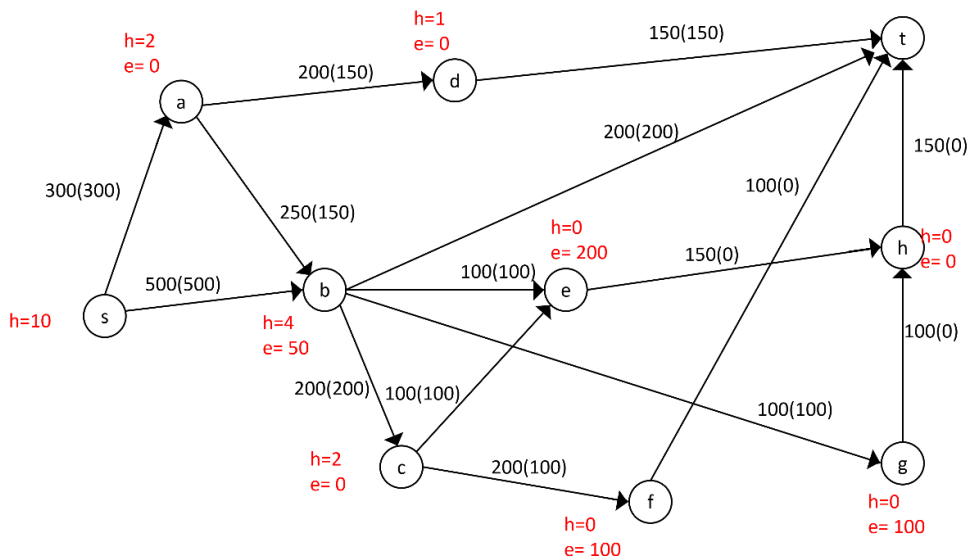 h=1
e= 0
150(150)
t
h=2
e= 0
200(150)
d
a
200(200)
150(0)
100(0)
300(300)
250(150)
h=0
e= 200
h=0
e= 0
h
150(0)
500(500)
100(100)
b
e
s
h=10
h=4
e= 50
100(0)
200(200)
100(100)
100(100)
h=2
e= 0
c
200(100)
g
f
h=0
e= 100
h=0
e= 100